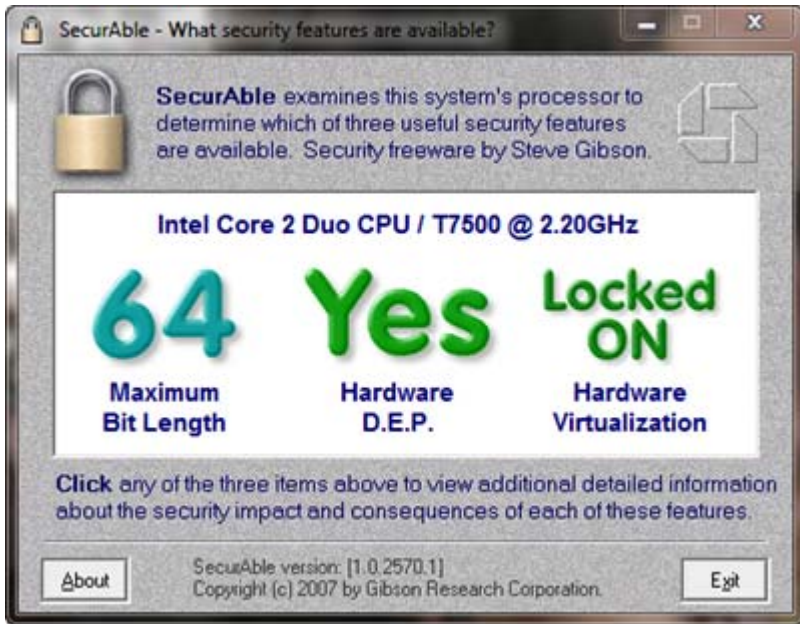 SecurAble - What security features are available?
SecurAble examines this system's processor to
determine which of three useful security features
are available. Security freeware by Steve Gibson.
Intel Core 2 Duo CPU / T7500 @ 2.20GHz
64
Maximum
Bit Length
Yes
Hardware
D.E.P.
Locked
ON
Hardware
Virtualization
Click any of the three items above to view additional detailed information
about the security impact and consequences of each of these features.
About
SecurAble version: [1.0.2570.1]
Copyright (c) 2007 by Gibson Research Corporation.
Exit